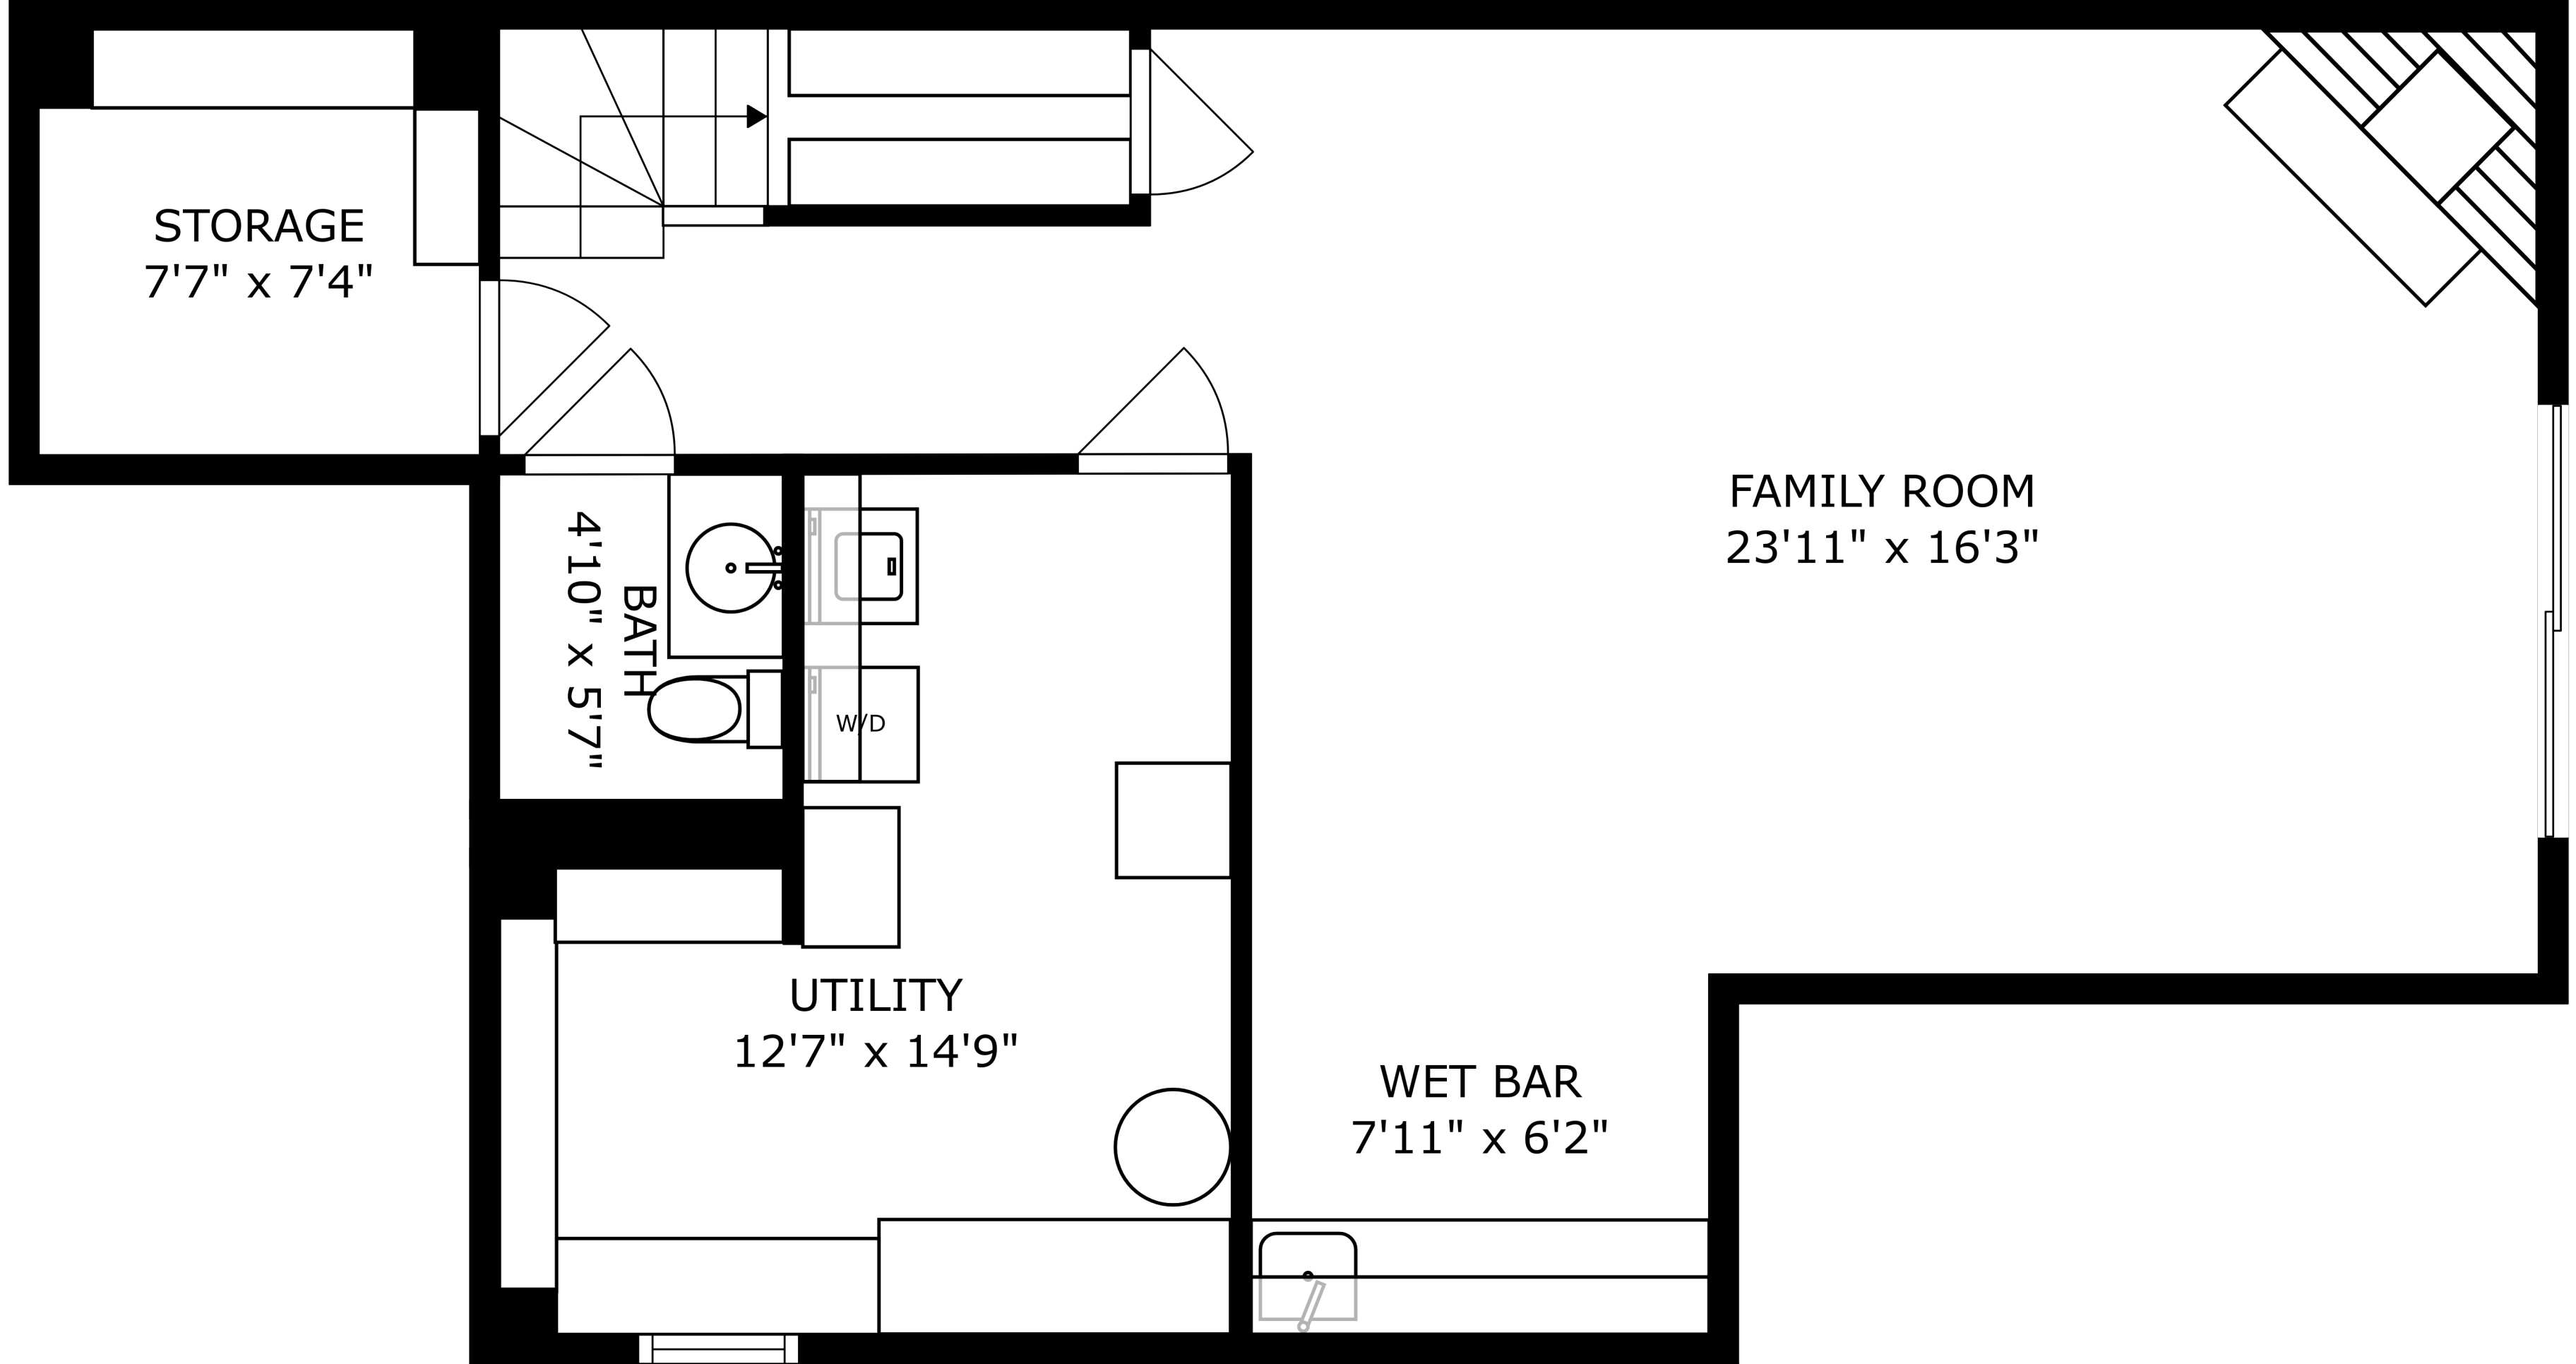 STORAGE
7'7" x 7'4"
FAMILY ROOM
23'11" x 16'3"
BATH
4'10" x 5'7"
W/D
UTILITY
12'7" x 14'9"
WET BAR
7'11" x 6'2"